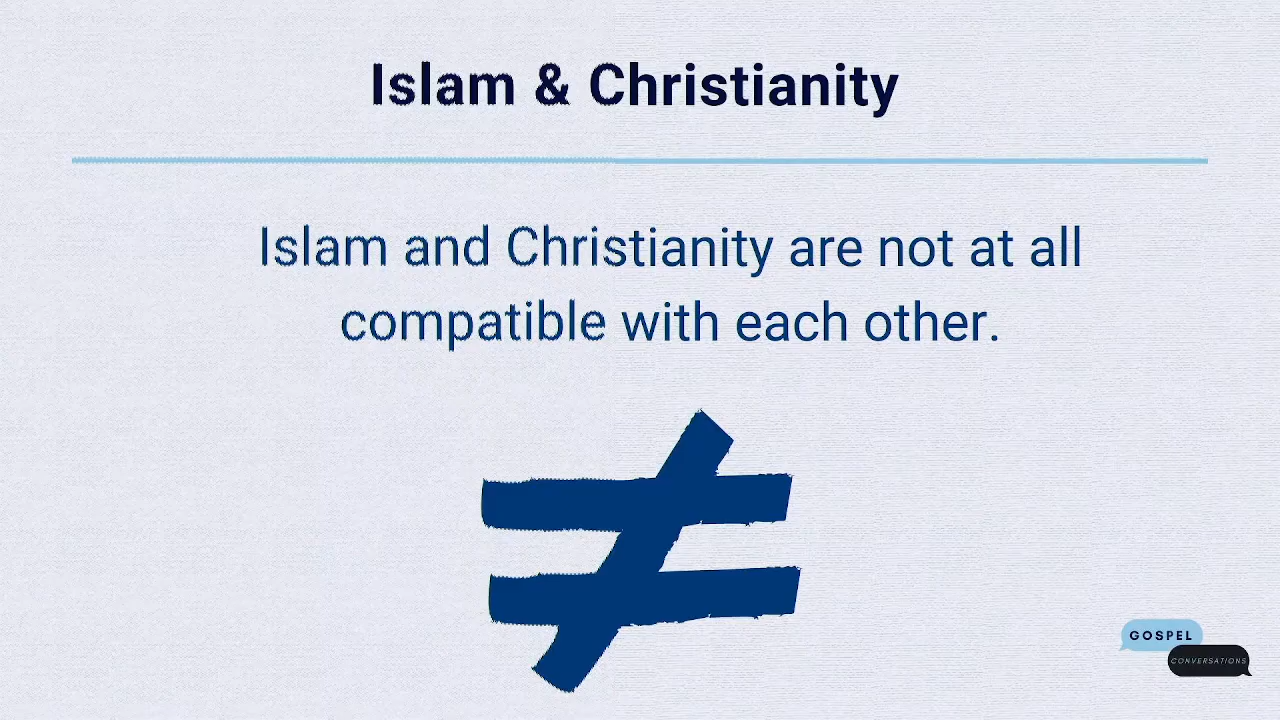 Islam & Christianity
Islam and Christianity are not at all
compatible with each other.
GOSPEL
CONVERSATIONS